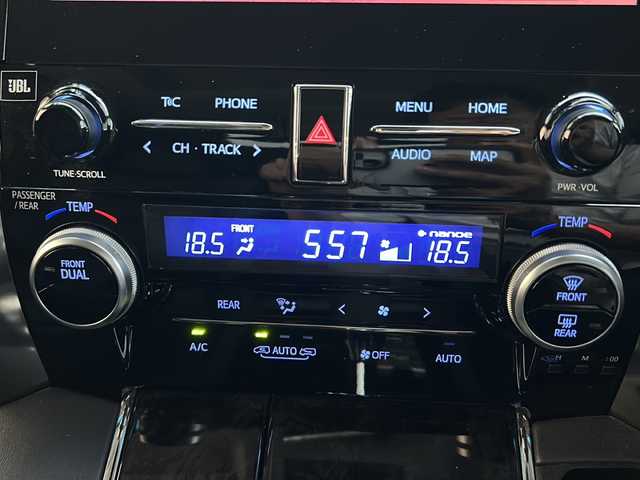 JBL
T&C PHONE MENU HOME
CH · TRACK AUDIO MAP
TUNE·SCROLL PWR·VOL
PASSENGER
/REAR
TEMP TEMP
FRONT
18.5 557 18.5
nanoe
FRONT
DUAL
FRONT
REAR
REAR
A/C AUTO OFF AUTO
H M :00